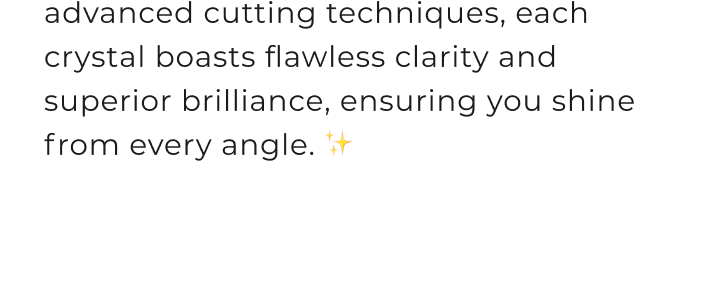 advanced cutting techniques, each
crystal boasts flawless clarity and
superior brilliance, ensuring you shine
from every angle. ✨